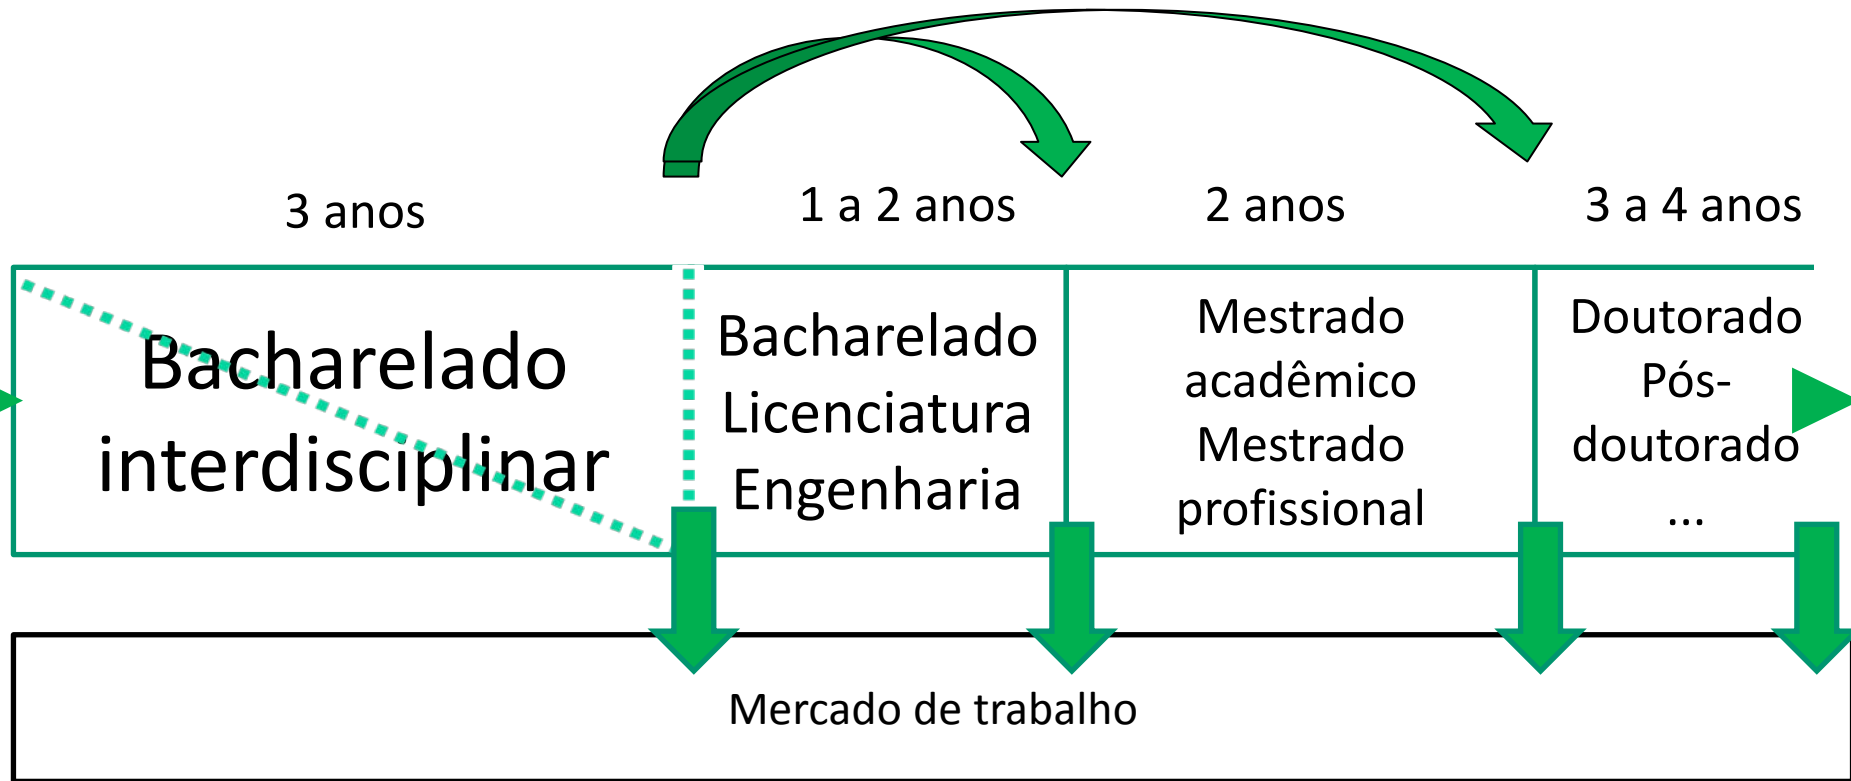 3 anos
1 a 2 anos
2 anos
3 a 4 anos
Bacharelado
interdisciplinar
Bacharelado
Licenciatura
Engenharia
Mestrado
acadêmico
Mestrado
profissional
Doutorado
Pós-
doutorado
...
Mercado de trabalho